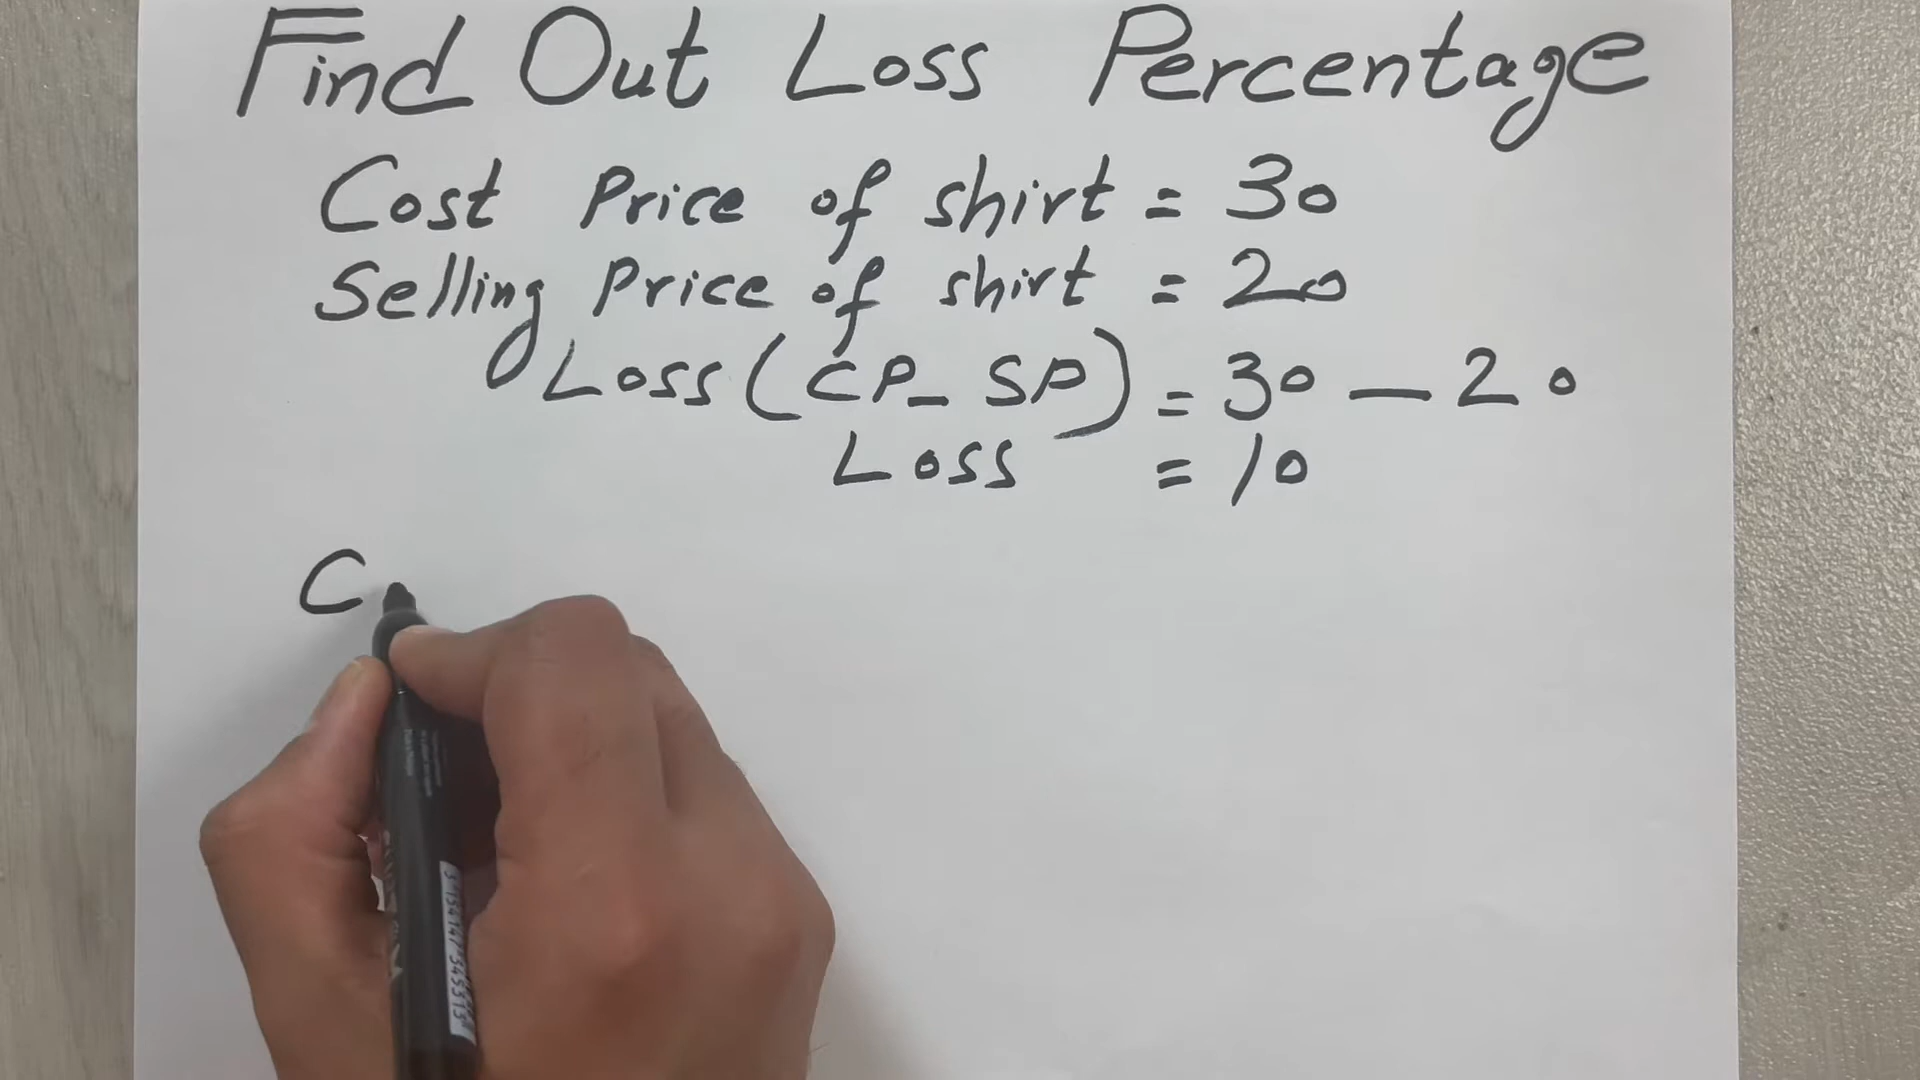 Find Out Loss Percentage
Cost Price of shirt = 30
Selling Price of shirt = 20
Loss (CP - SP) = 30 - 20
Loss = 10
C